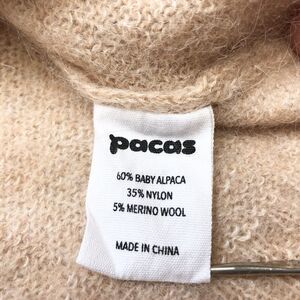 pacas
60% BABY ALPACA
35% NYLON
5% MERINO WOOL
MADE IN CHINA